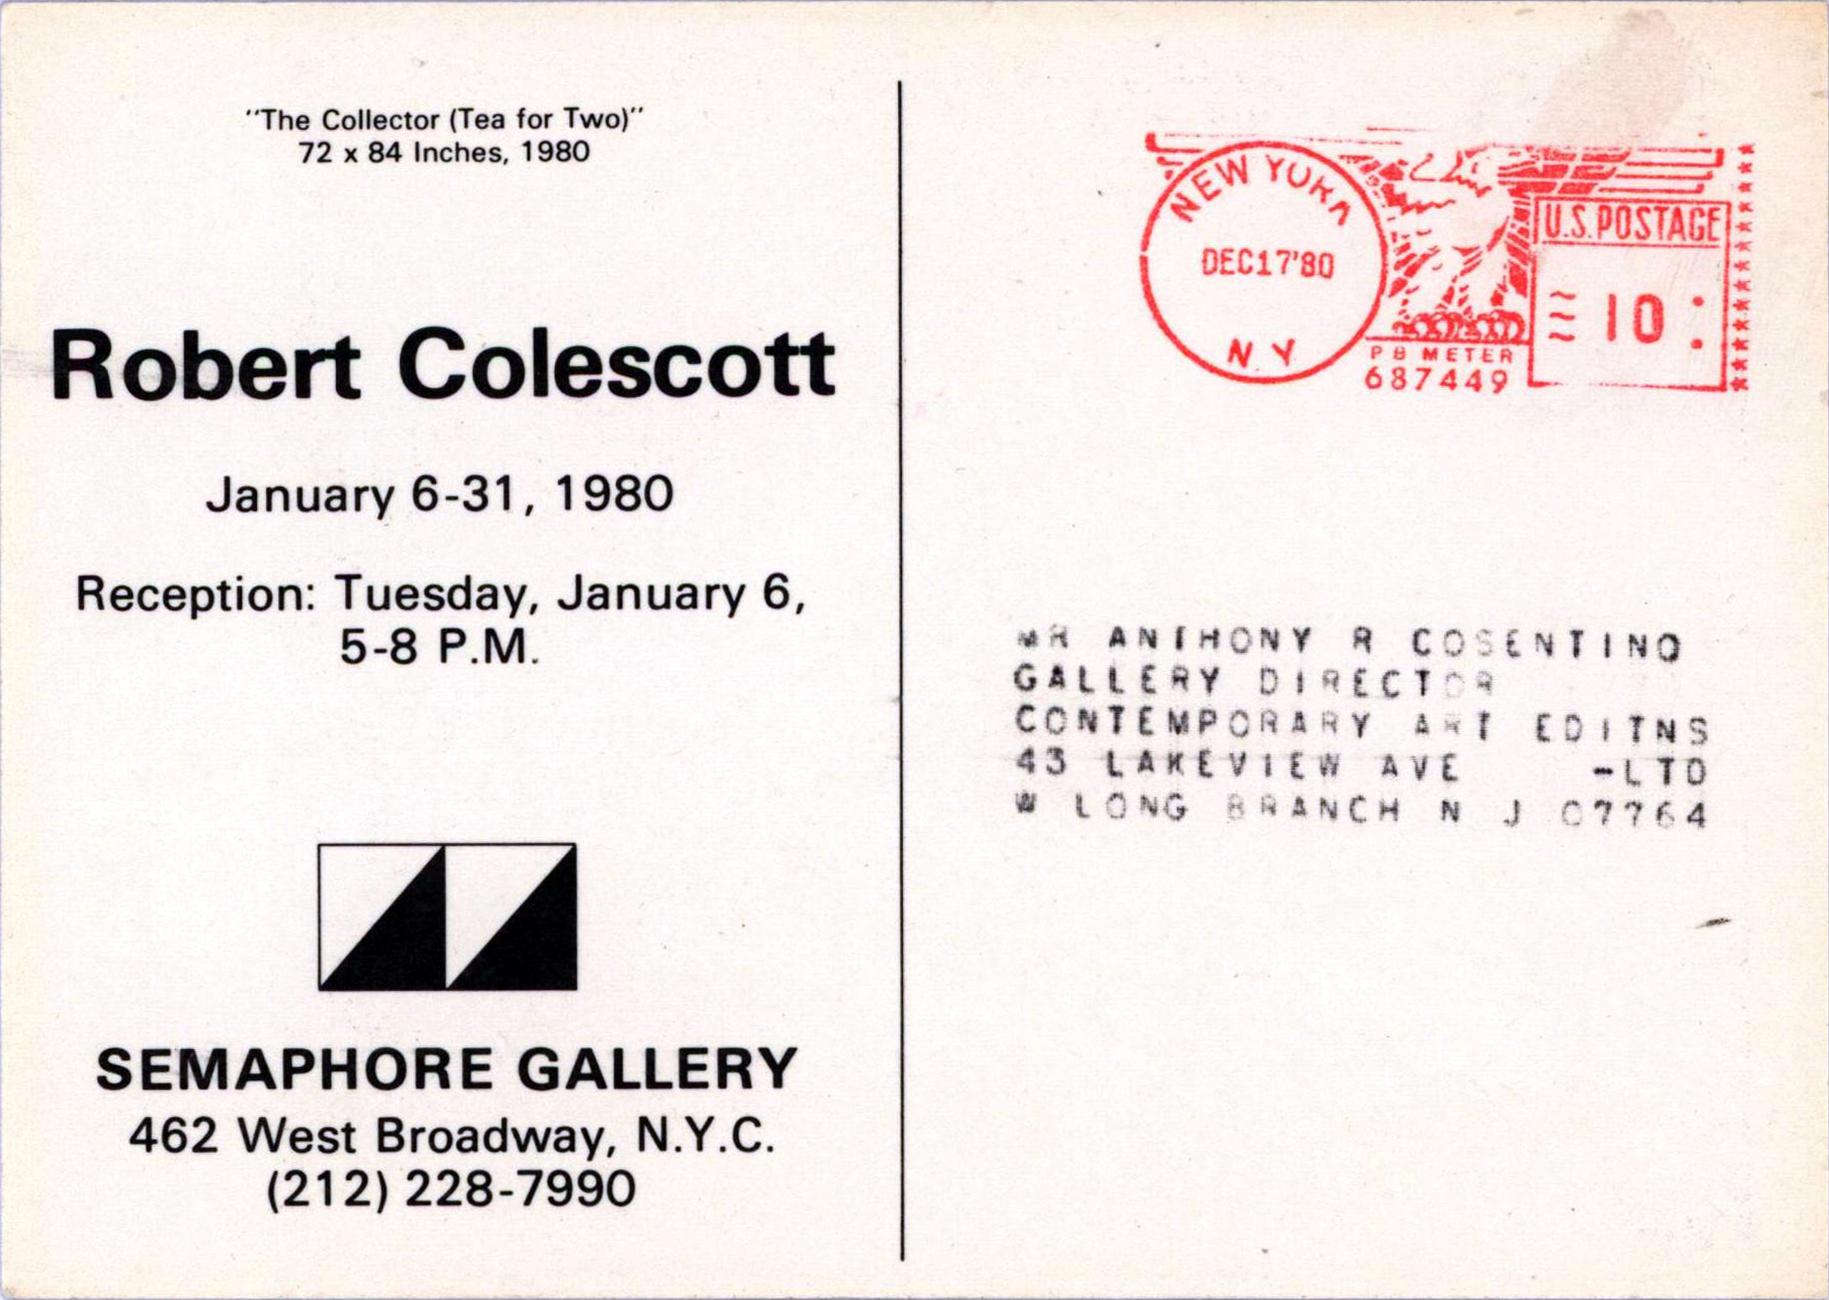 "The Collector (Tea for Two)"
72 x 84 Inches, 1980
Robert Colescott
January 6-31, 1980
Reception: Tuesday, January 6,
5-8 P.M.
SEMAPHORE GALLERY
462 West Broadway, N.Y.C.
(212) 228-7990
NEW YORK
DEC17'80
N.Y
PB METER
687449
U.S. POSTAGE
10
MR ANTHONY R COSENTINO
GALLERY DIRECTOR
CONTEMPORARY ART EDITNS
43 LAKEVIEW AVE -LTD
W LONG BRANCH N J 07764